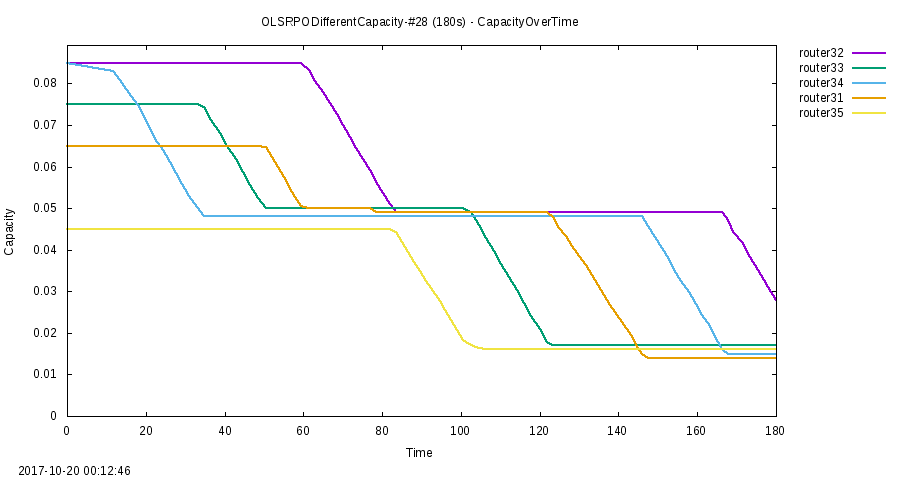 OLSRPODifferentCapacity-#28 (180s) - CapacityOverTime
router32
router33
router34
router31
router35
0.08
0.07
0.06
0.05
0.04
0.03
0.02
0.01
0
Capacity
0 20 40 60 80 100 120 140 160 180
Time
2017-10-20 00:12:46